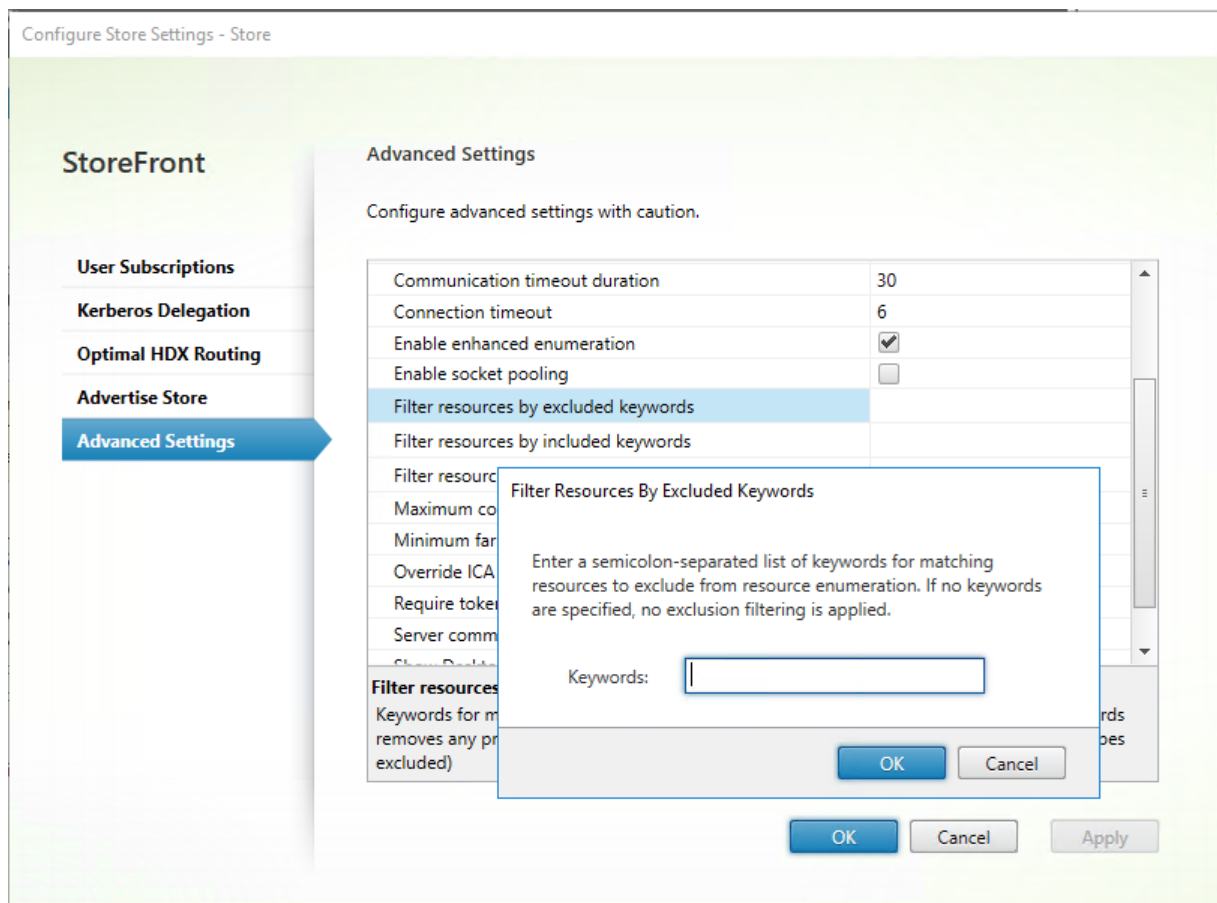 Configure Store Settings - Store
StoreFront
User Subscriptions
Kerberos Delegation
Optimal HDX Routing
Advertise Store
Advanced Settings
Advanced Settings
Configure advanced settings with caution.
Communication timeout duration 30
Connection timeout 6
Enable enhanced enumeration
Enable socket pooling
Filter resources by excluded keywords
Filter resources by included keywords
Filter resourc
Maximum co
Minimum far
Override ICA
Require toke
Server comm
Filter resources
Keywords for m rds
removes any pr pes
excluded)
Filter Resources By Excluded Keywords
Enter a semicolon-separated list of keywords for matching
resources to exclude from resource enumeration. If no keywords
are specified, no exclusion filtering is applied.
Keywords:
OK Cancel
OK Cancel Apply